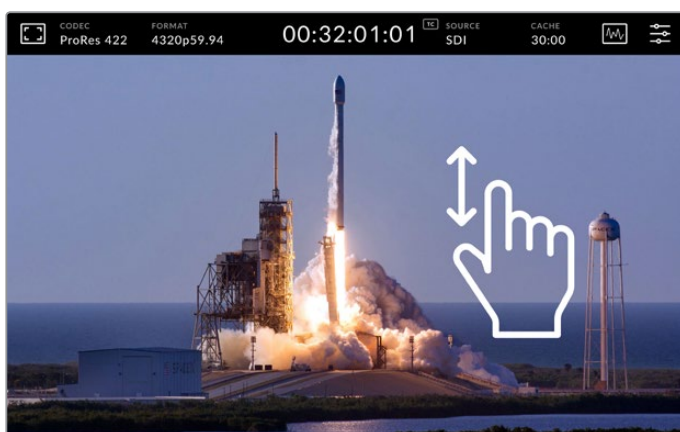 CODEC
ProRes 422
FORMAT
4320p59.94
00:32:01:01
TC
SOURCE
SDI
CACHE
30:00